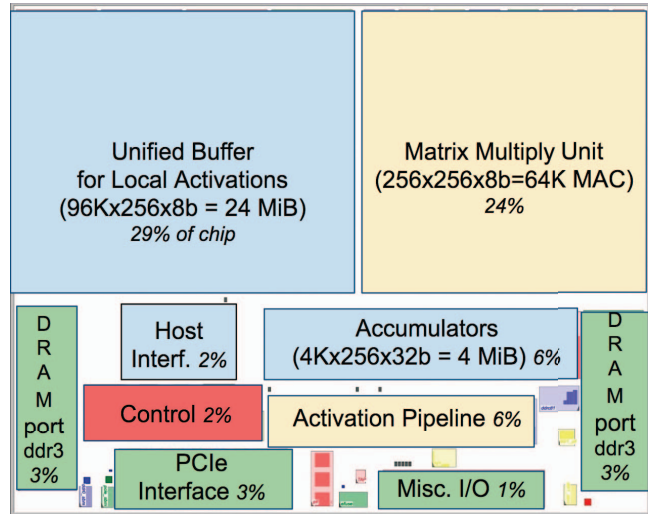 Unified Buffer
for Local Activations
(96Kx256x8b = 24 MiB)
29% of chip
Matrix Multiply Unit
(256x256x8b=64K MAC)
24%
D
R
A
M
port
ddr3
3%
Host
Interf. 2%
Accumulators
(4Kx256x32b = 4 MiB) 6%
D
R
A
M
port
ddr3
3%
Control 2%
Activation Pipeline 6%
PCIe
Interface 3%
Misc. I/O 1%